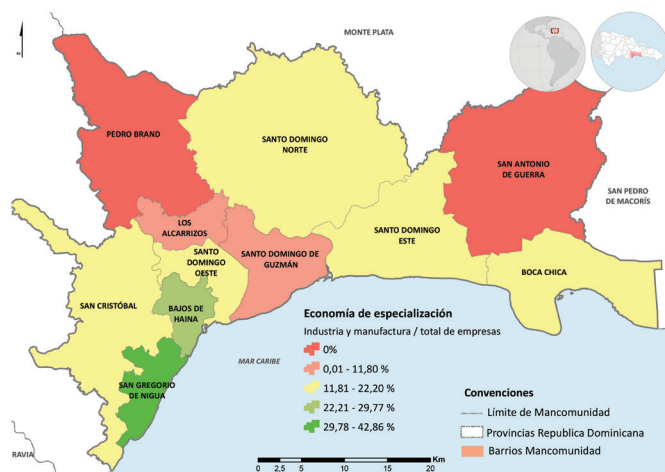 MONTE PLATA
PEDRO BRAND
SANTO DOMINGO
NORTE
SAN ANTONIO
DE GUERRA
SAN PEDRO
DE MACORÍS
LOS
ALCARRIZOS
SANTO DOMINGO DE
GUZMÁN
SANTO DOMINGO
ESTE
SANTO
DOMINGO
OESTE
BOCA CHICA
SAN CRISTÓBAL
BAJOS DE
HAINA
SAN GREGORIO
DE NIGUA
MAR CARIBE
RAVIA
Economía de especialización
Industria y manufactura / total de empresas
0%
0,01 - 11,80 %
11,81 - 22,20 %
22,21 - 29,77 %
29,78 - 42,86 %
Convenciones
Límite de Mancomunidad
Provincias Republica Dominicana
Barrios Mancomunidad
Km
0 2,5 5 10 15 20